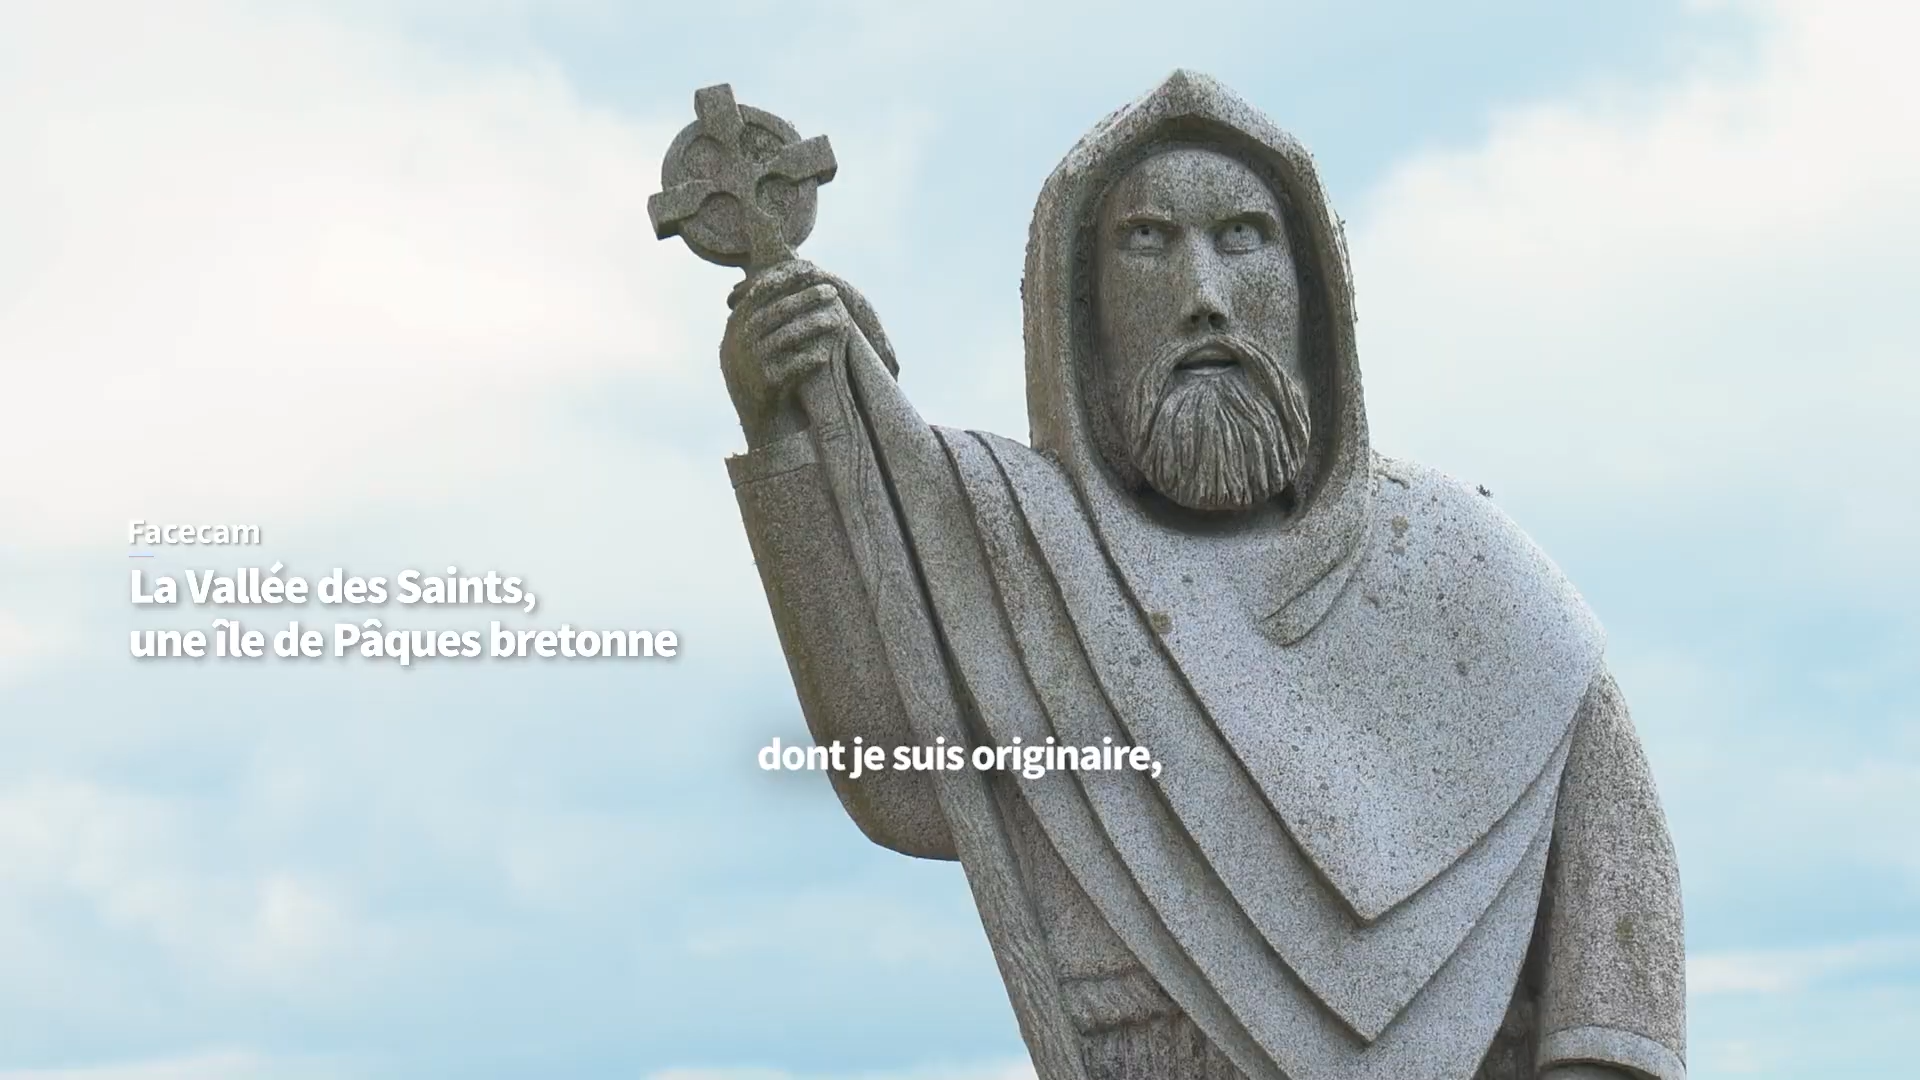 Facecam
La Vallée des Saints,
une île de Pâques bretonne
dont je suis originaire,